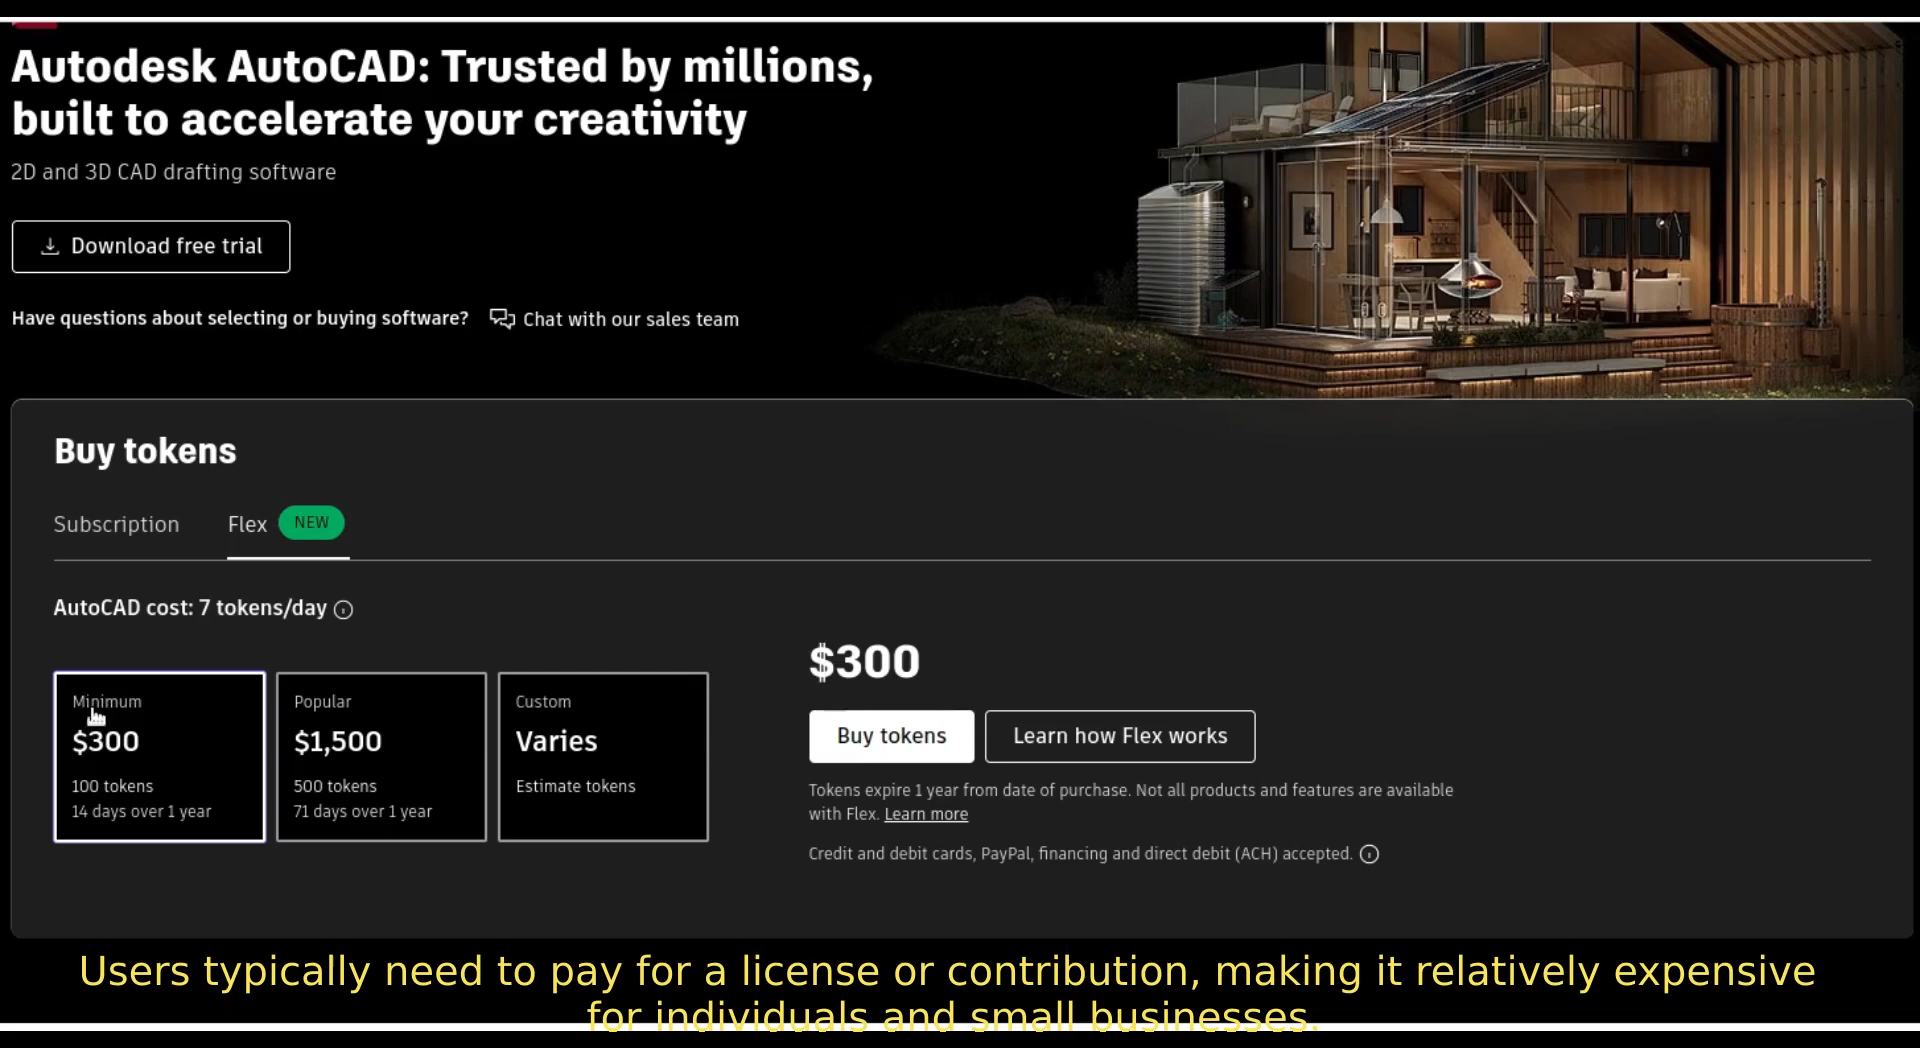 Autodesk AutoCAD: Trusted by millions,
built to accelerate your creativity
2D and 3D CAD drafting software
Download free trial
Have questions about selecting or buying software? Chat with our sales team
Buy tokens
Subscription Flex NEW
AutoCAD cost: 7 tokens/day
Minimum
$300
100 tokens
14 days over 1 year
Popular
$1,500
500 tokens
71 days over 1 year
Custom
Varies
Estimate tokens
$300
Buy tokens Learn how Flex works
Tokens expire 1 year from date of purchase. Not all products and features are available
with Flex. Learn more
Credit and debit cards, PayPal, financing and direct debit (ACH) accepted.
Users typically need to pay for a license or contribution, making it relatively expensive
for individuals and small businesses.